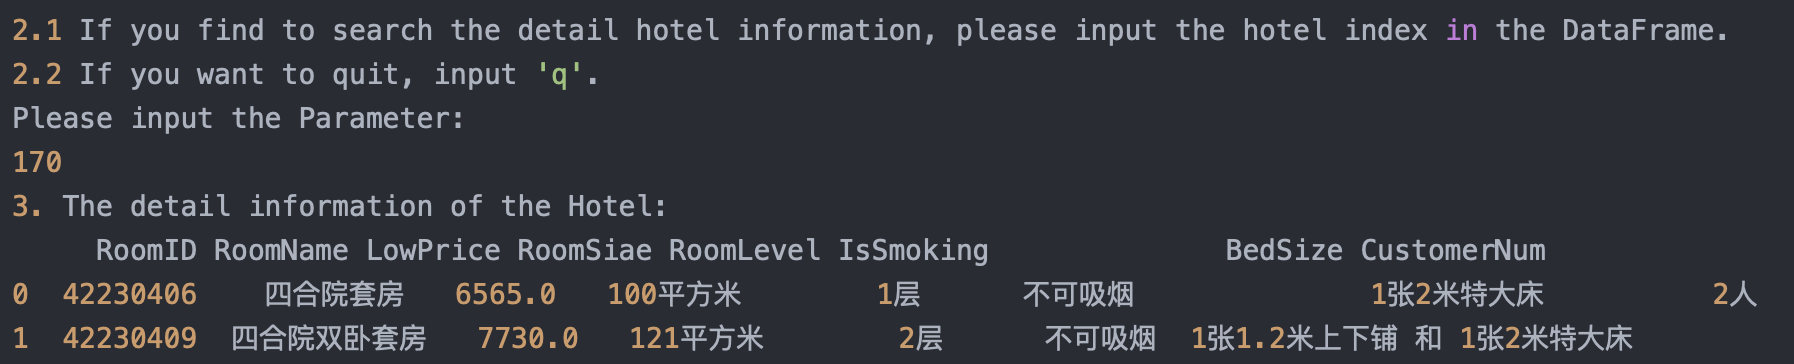 2.1 If you find to search the detail hotel information, please input the hotel index in the DataFrame.
2.2 If you want to quit, input 'q'.
Please input the Parameter:
170
3. The detail information of the Hotel:
RoomID RoomName LowPrice RoomSiae RoomLevel IsSmoking BedSize CustomerNum
0 42230406 四合院套房 6565.0 100平方米 1层 不可吸烟 1张2米特大床 2人
1 42230409 四合院双卧套房 7730.0 121平方米 2层 不可吸烟 1张1.2米上下铺 和 1张2米特大床